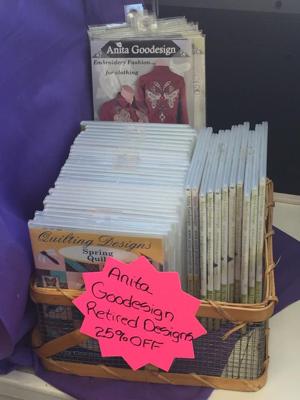 Anita Goodesign
Embroidery Fashion...
for clothing
Quilting Designs
Spring
Quil
Anita
Goodesign
Retired Designs
25% OFF